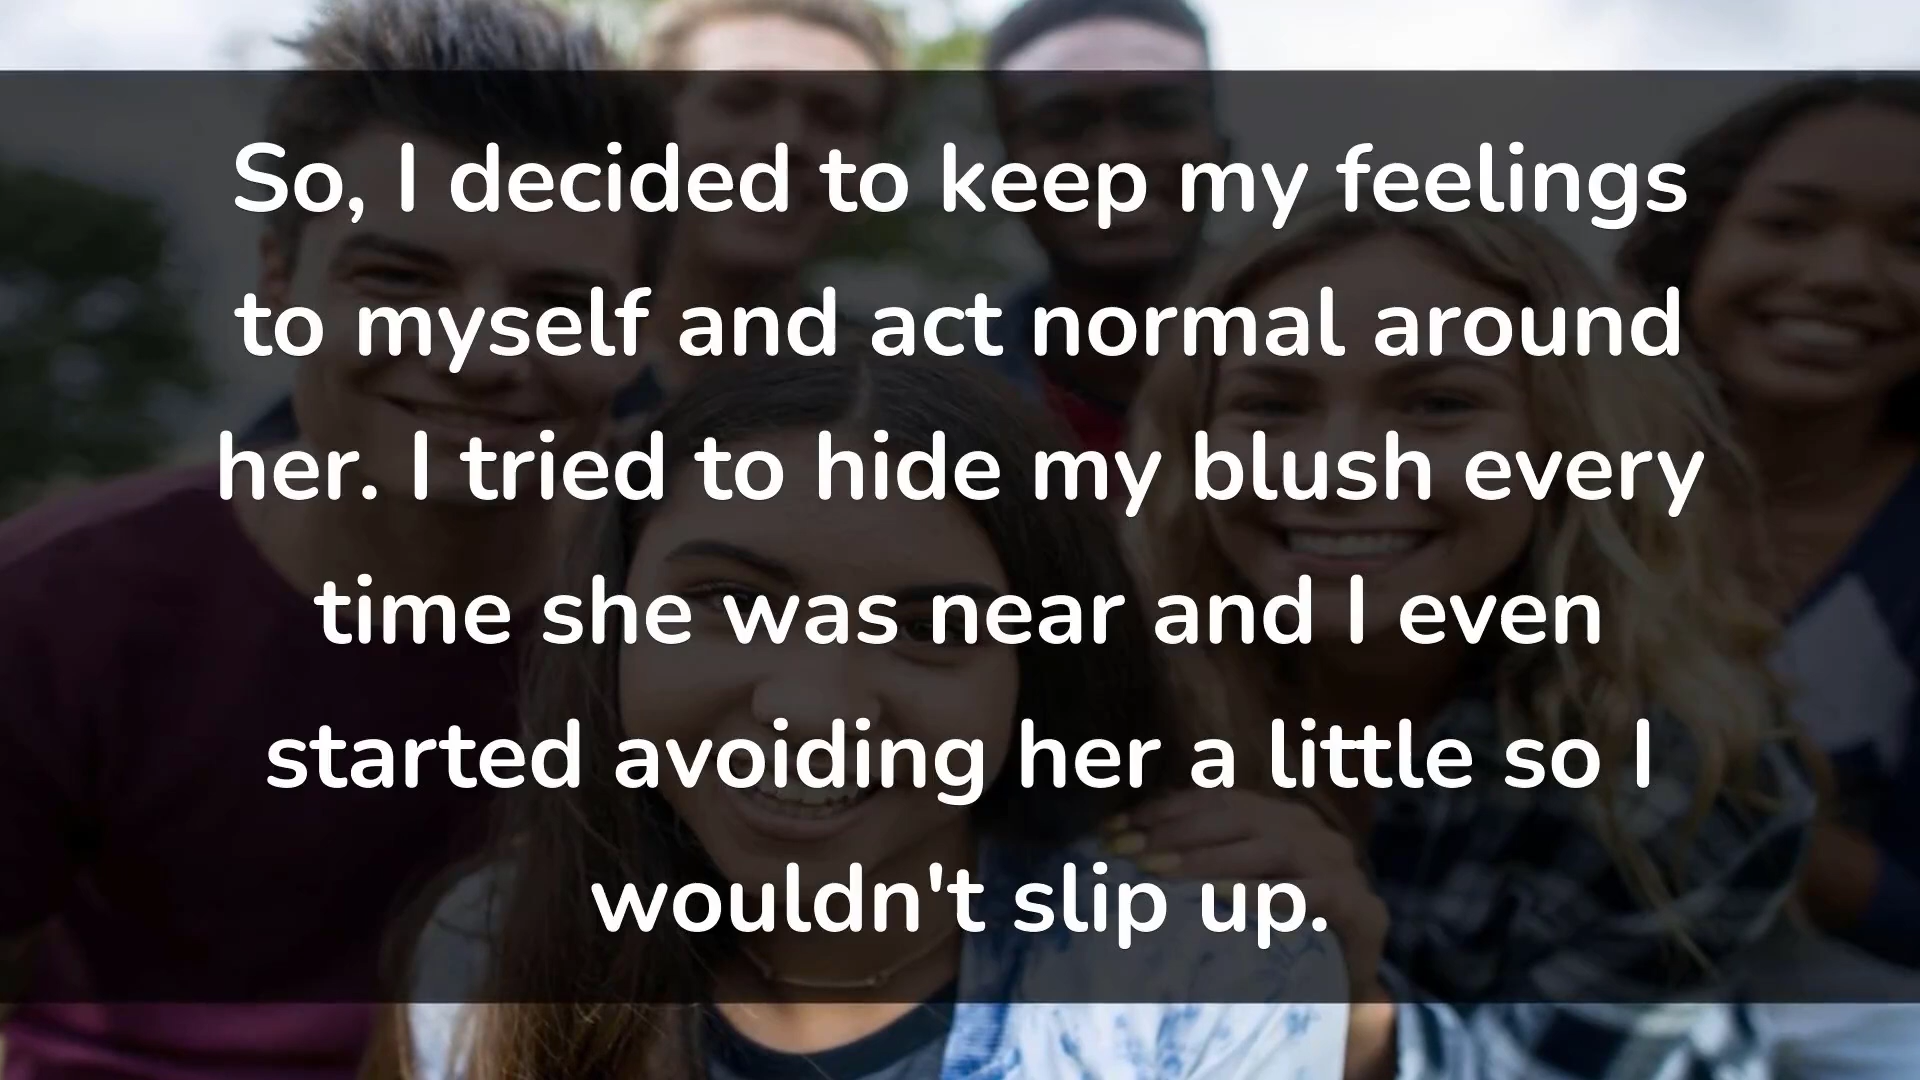 So, I decided to keep my feelings
to myself and act normal around
her. I tried to hide my blush every
time she was near and I even
started avoiding her a little so I
wouldn't slip up.